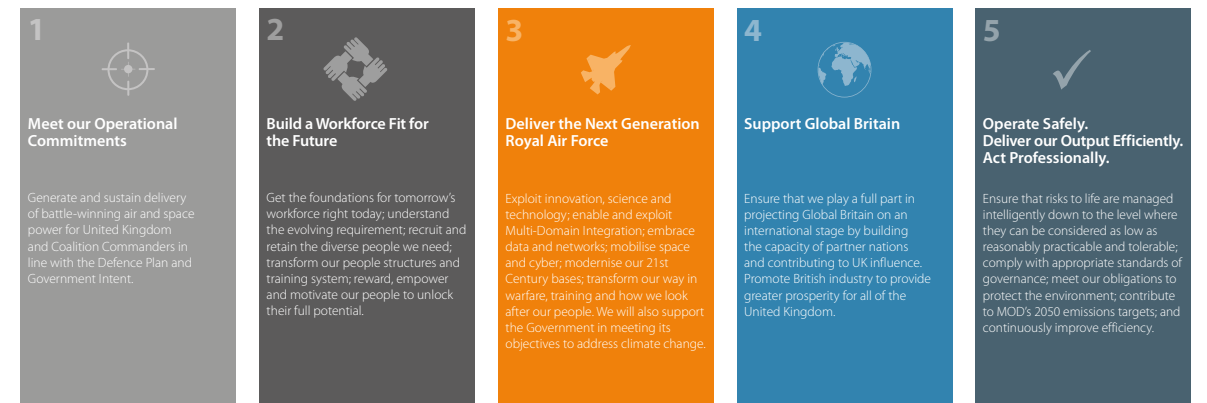 1
Meet our Operational
Commitments
Generate and sustain delivery
of battle-winning air and space
power for United Kingdom
and Coalition Commanders in
line with the Defence Plan and
Government Intent.
2
Build a Workforce Fit for
the Future
Get the foundations for tomorrow's
workforce right today; understand
the evolving requirement; recruit and
retain the diverse people we need;
transform our people structures and
training system; reward, empower
and motivate our people to unlock
their full potential.
3
Deliver the Next Generation
Royal Air Force
Exploit innovation, science and
technology; enable and exploit
Multi-Domain Integration; embrace
data and networks; mobilise space
and cyber; modernise our 21st
Century bases; transform our way in
warfare, training and how we look
after our people. We will also support
the Government in meeting its
objectives to address climate change.
4
Support Global Britain
Ensure that we play a full part in
projecting Global Britain on an
international stage by building
the capacity of partner nations
and contributing to UK influence.
Promote British industry to provide
greater prosperity for all of the
United Kingdom.
5
Operate Safely.
Deliver our Output Efficiently.
Act Professionally.
Ensure that risks to life are managed
intelligently down to the level where
they can be considered as low as
reasonably practicable and tolerable;
comply with appropriate standards of
governance; meet our obligations to
protect the environment; contribute
to MOD's 2050 emissions targets; and
continuously improve efficiency.